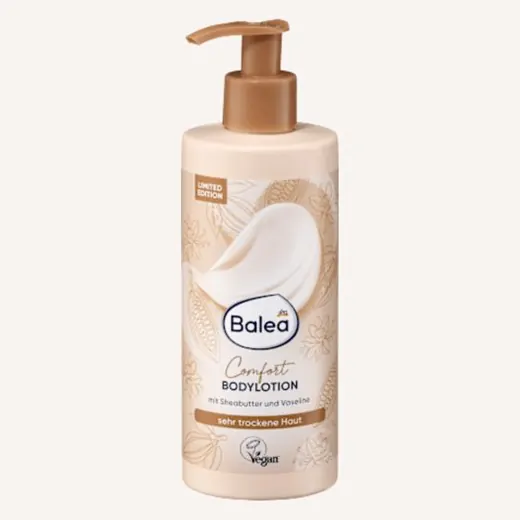 LIMITED
EDITION
Balea
Comfort
BODYLOTION
mit Sheabutter und Vaseline
sehr trockene Haut
Vegan